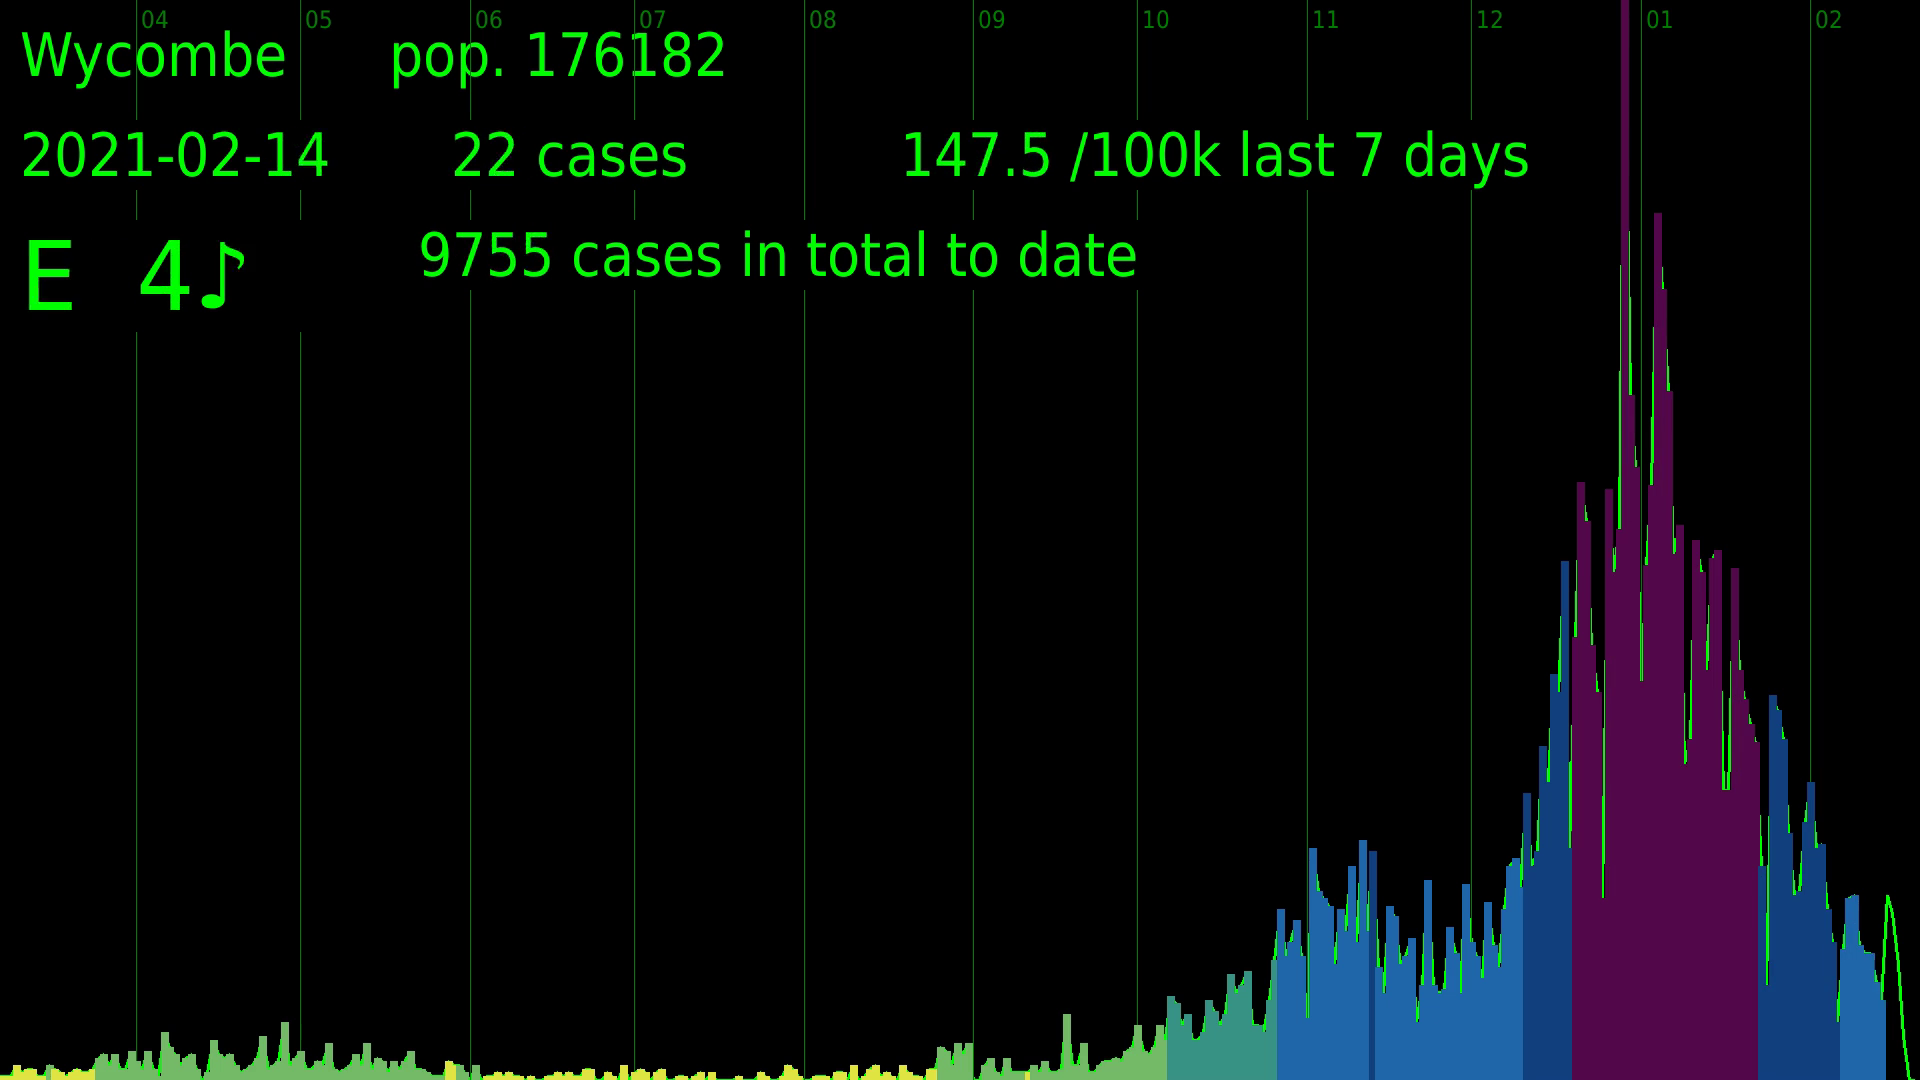 04 05 06 07 08 09 10 11 12 01 02
Wycombe pop. 176182
2021-02-14 22 cases 147.5 /100k last 7 days
E 4♪ 9755 cases in total to date